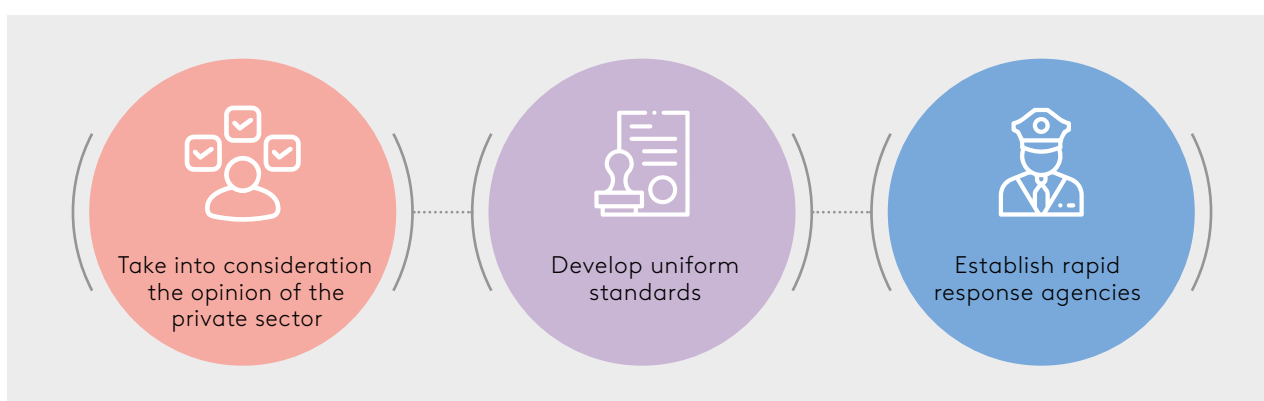 Take into consideration
the opinion of the
private sector
Develop uniform
standards
Establish rapid
response agencies